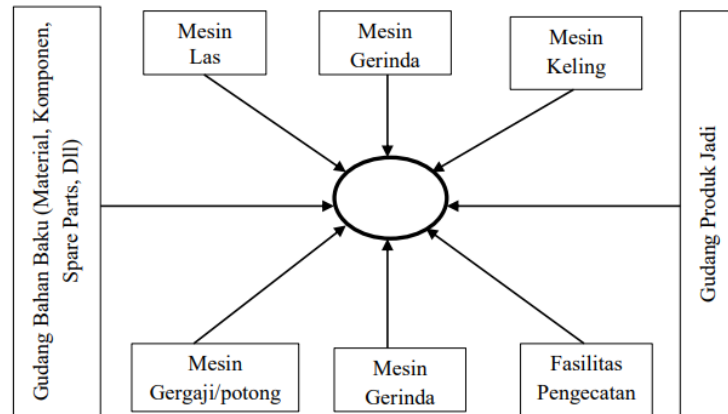 Gudang Bahan Baku (Material, Komponen,
Spare Parts, Dll)
Mesin
Las
Mesin
Gerinda
Mesin
Keling
Mesin
Gergaji/potong
Mesin
Gerinda
Fasilitas
Pengecatan
Gudang Produk Jadi